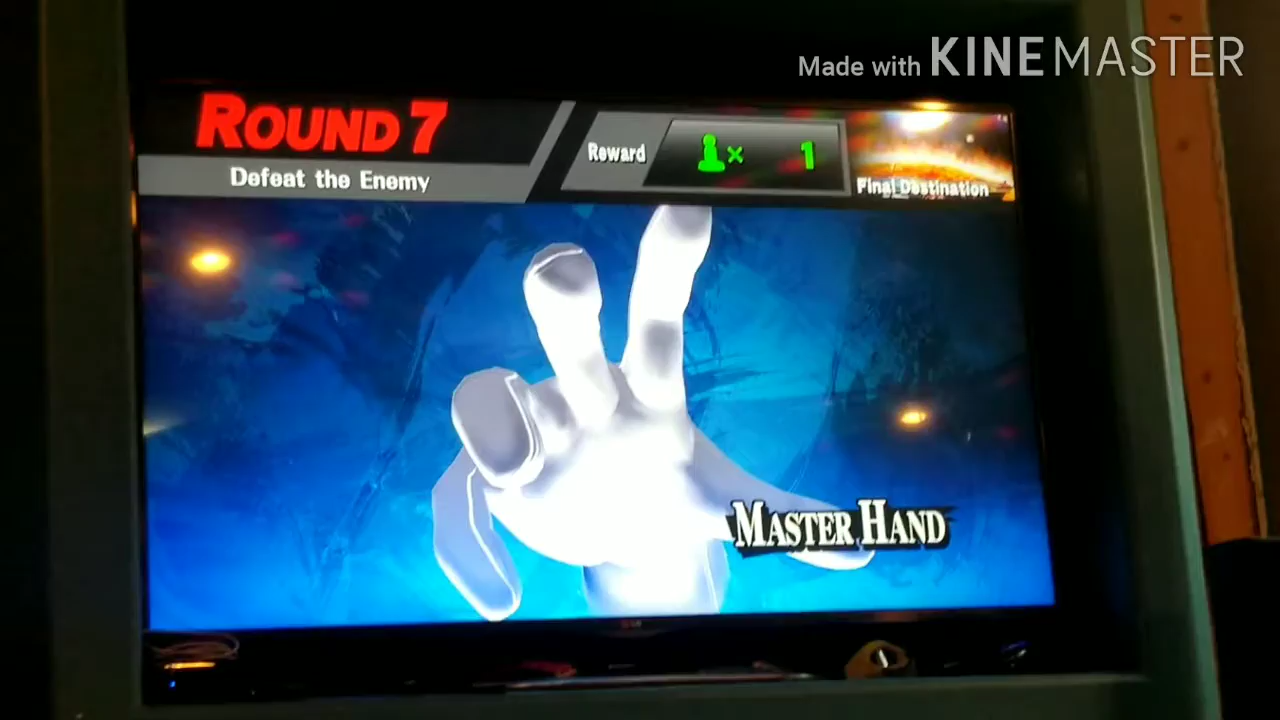 Made with KINEMASTER
ROUND 7
Defeat the Enemy
Reward
× 1
Final Destination
MASTER HAND